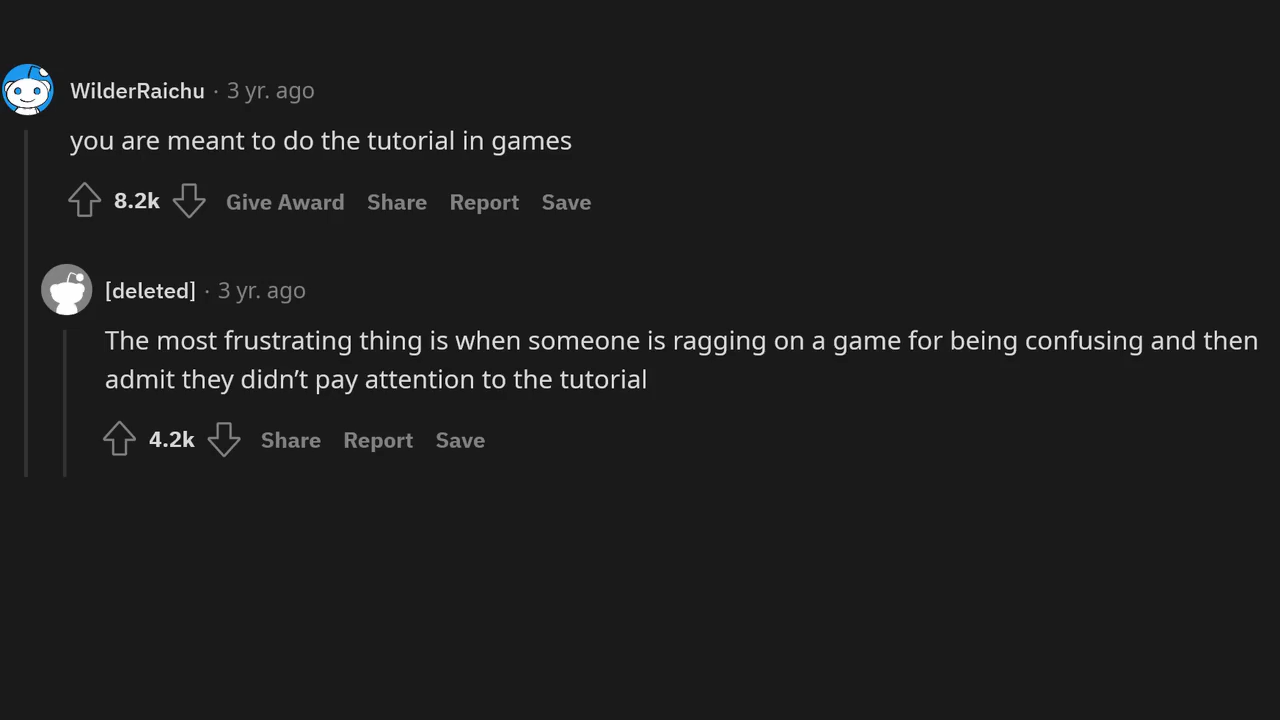 WilderRaichu · 3 yr. ago
you are meant to do the tutorial in games
8.2k Give Award Share Report Save
[deleted] · 3 yr. ago
The most frustrating thing is when someone is ragging on a game for being confusing and then
admit they didn’t pay attention to the tutorial
4.2k Share Report Save